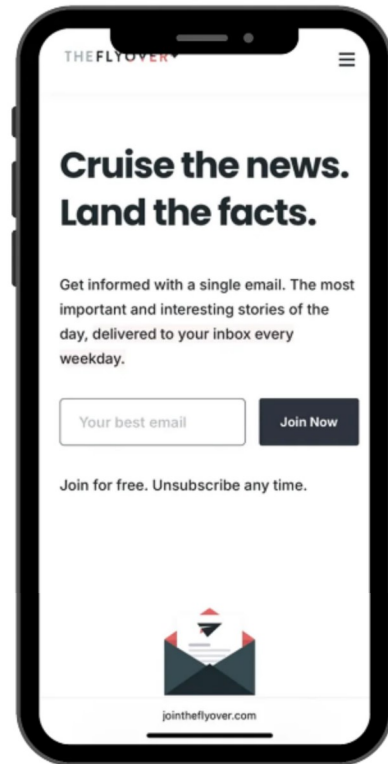 THEFLYOVER
Cruise the news.
Land the facts.
Get informed with a single email. The most
important and interesting stories of the
day, delivered to your inbox every
weekday.
Your best email
Join Now
Join for free. Unsubscribe any time.
jointheflyover.com